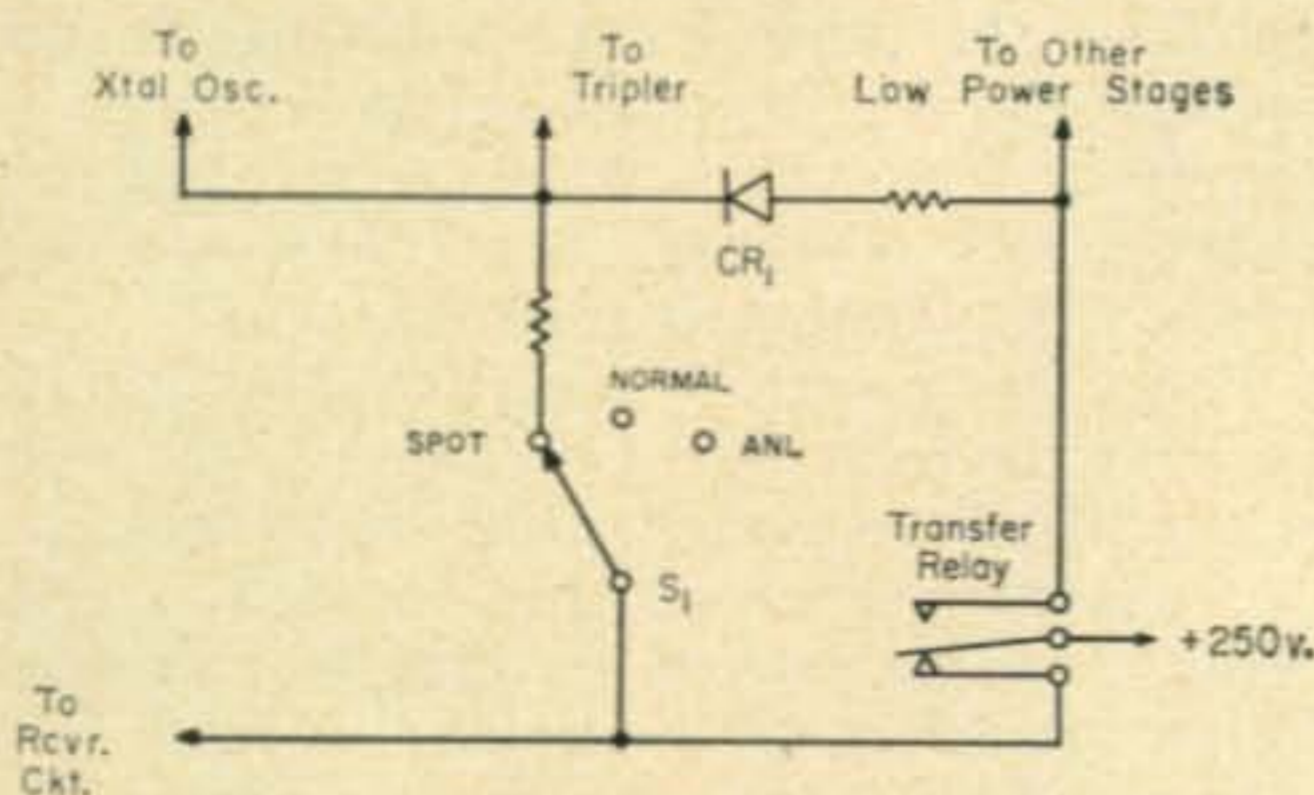 To
Xtal Osc.
To
Tripler
To Other
Low Power Stages
CR1
NORMAL
SPOT
ANL
Transfer
Relay
S1
+250v.
To
Rcvr.
Ckt.